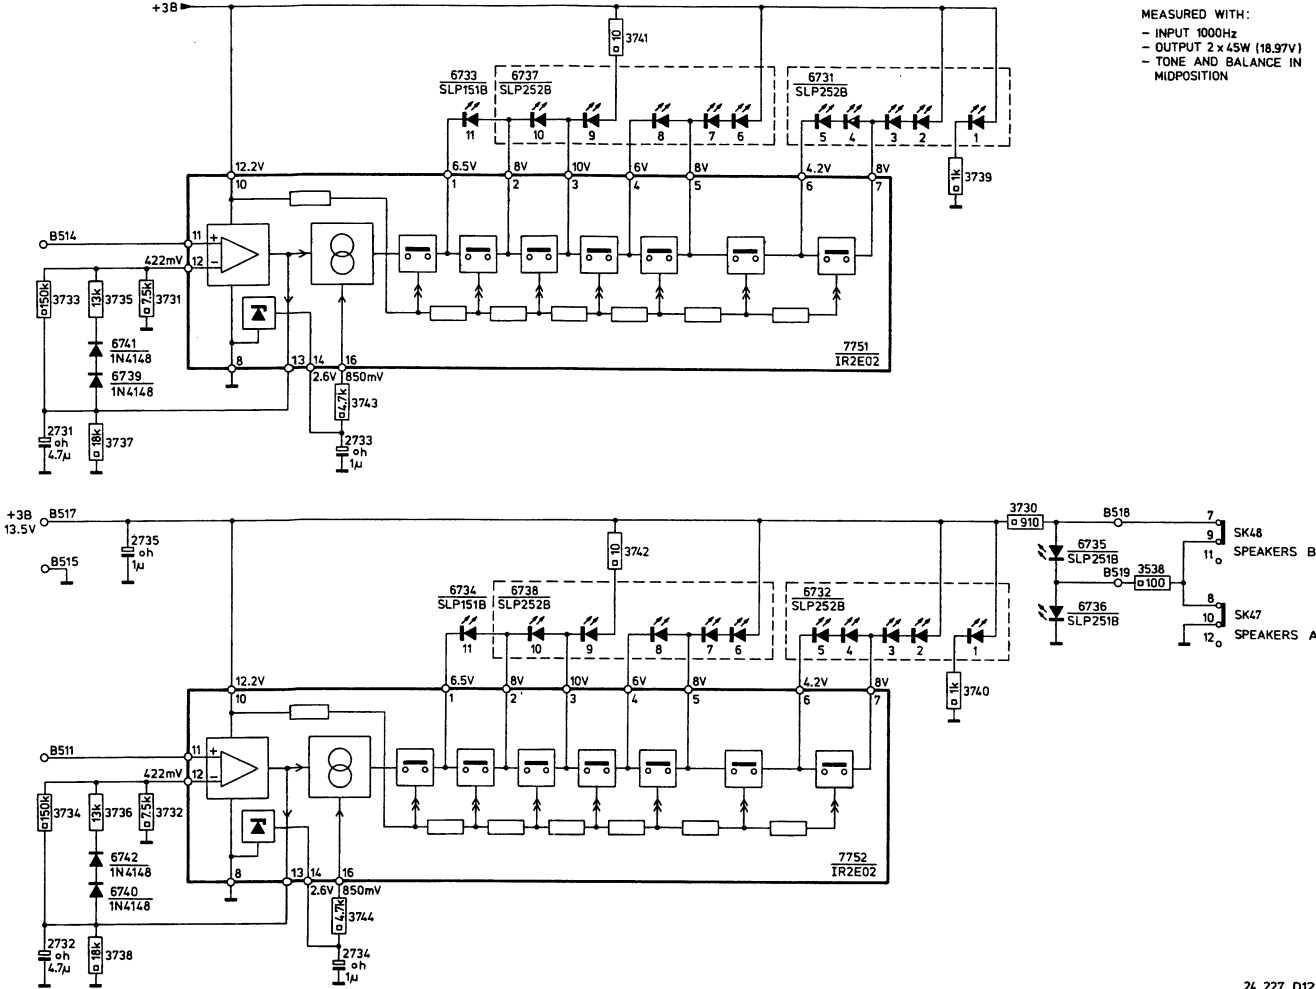 +3B
MEASURED WITH:
- INPUT 1000Hz
- OUTPUT 2 x 45W (18.97V)
- TONE AND BALANCE IN
MIDPOSITION
10 3741
6733
SLP151B
6737
SLP252B
6731
SLP252B
11 10 9 8 7 6 5 4 3 2 1
1k 3739
12.2V 6.5V 8V 10V 6V 8V 4.2V 8V
10 1 2 3 4 5 6 7
B514
11 +
422mV 12 -
150k 3733
13k 3735
7.5k 3731
6741
1N4148
6739
1N4148
8 13 14 16
2.6V 850mV
7751
IR2E02
4.7k 3743
2731
oh
4.7µ
18k 3737
2733
oh
1µ
+3B
13.5V
B517
2735
oh
1µ
B515
10 3742
3730
910
B518
7
9
11
SK48
SPEAKERS B
6735
SLP251B
B519
3538
100
6736
SLP251B
8
10
12
SK47
SPEAKERS A
6734
SLP151B
6738
SLP252B
6732
SLP252B
11 10 9 8 7 6 5 4 3 2 1
1k 3740
12.2V 6.5V 8V 10V 6V 8V 4.2V 8V
10 1 2 3 4 5 6 7
B511
11 +
422mV 12 -
150k 3734
13k 3736
7.5k 3732
6742
1N4148
6740
1N4148
8 13 14 16
2.6V 850mV
7752
IR2E02
4.7k 3744
2732
oh
4.7µ
18k 3738
2734
oh
1µ
24 227 D12